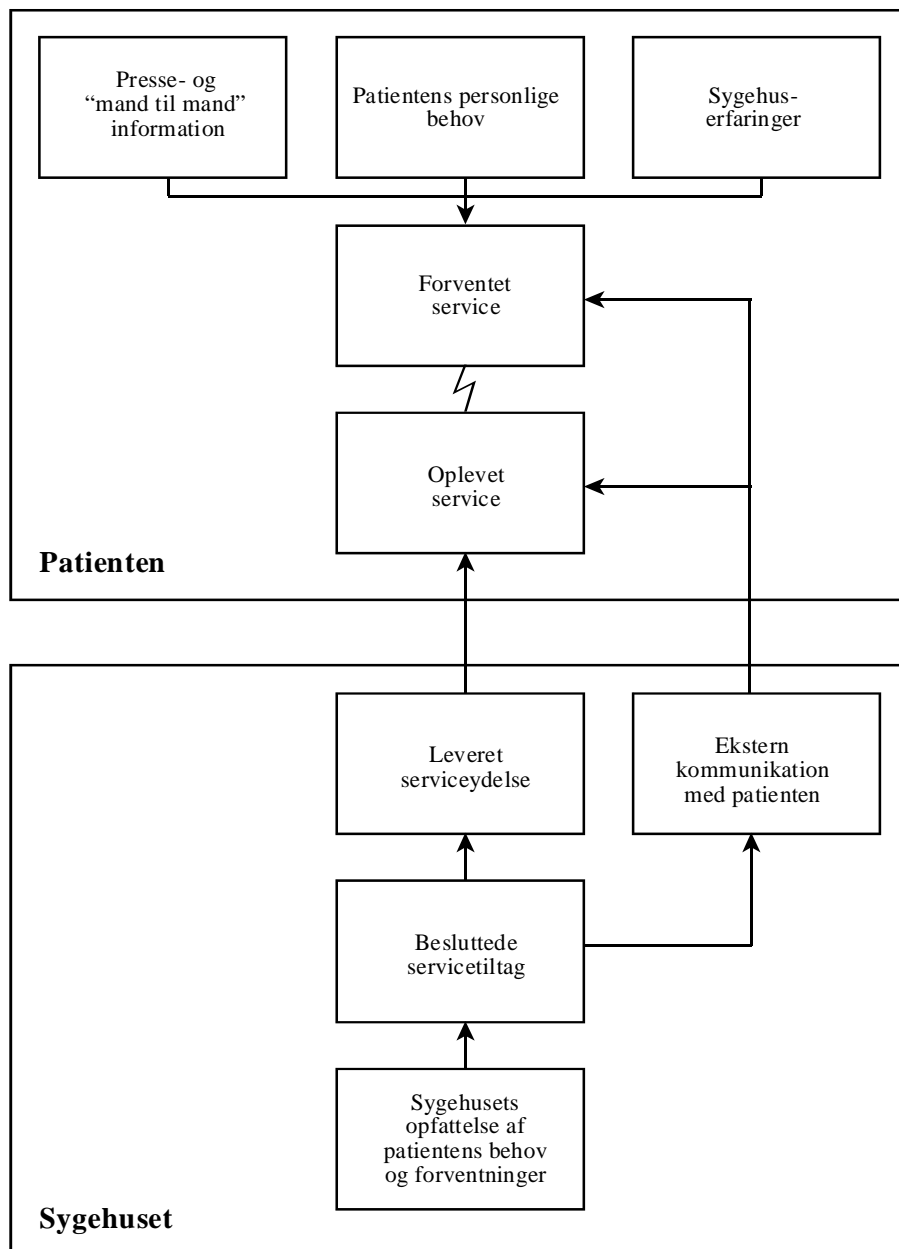 Presse- og
“mand til mand”
information
Patientens personlige
behov
Sygehus-
erfaringer
Forventet
service
Oplevet
service
Patienten
Leveret
serviceydelse
Ekstern
kommunikation
med patienten
Besluttede
servicetiltag
Sygehusets
opfattelse af
patientens behov
og forventninger
Sygehuset